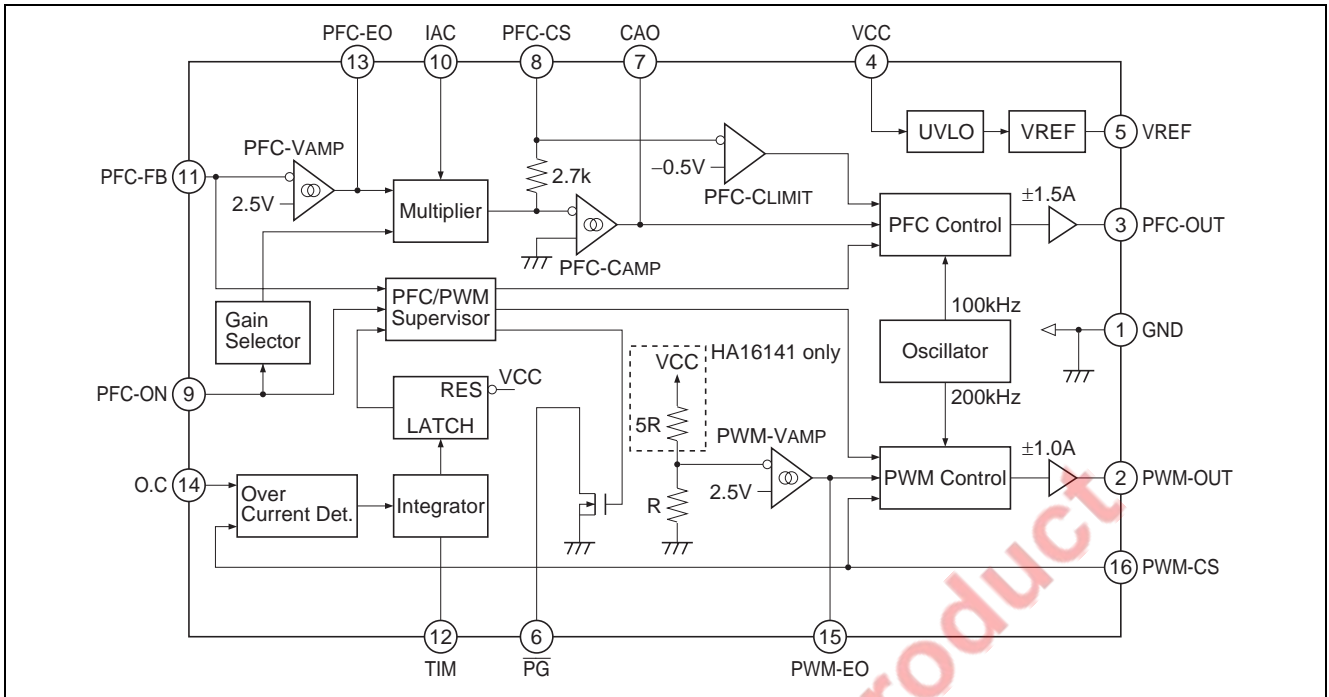 PFC-EO IAC PFC-CS CAO VCC
13 10 8 7 4
UVLO VREF 5 VREF
PFC-VAMP
PFC-FB 11
2.5V
2.7k
−0.5V
PFC-CLIMIT
Multiplier
PFC Control
±1.5A
3 PFC-OUT
PFC-CAMP
PFC/PWM
Supervisor
Gain
Selector
100kHz
Oscillator
200kHz
1 GND
HA16141 only
VCC
5R
PFC-ON 9
RES VCC
LATCH
PWM-VAMP
2.5V
R
PWM Control
±1.0A
2 PWM-OUT
O.C 14
Over
Current Det.
Integrator
16 PWM-CS
12 6 15
TIM PG PWM-EO
roduct